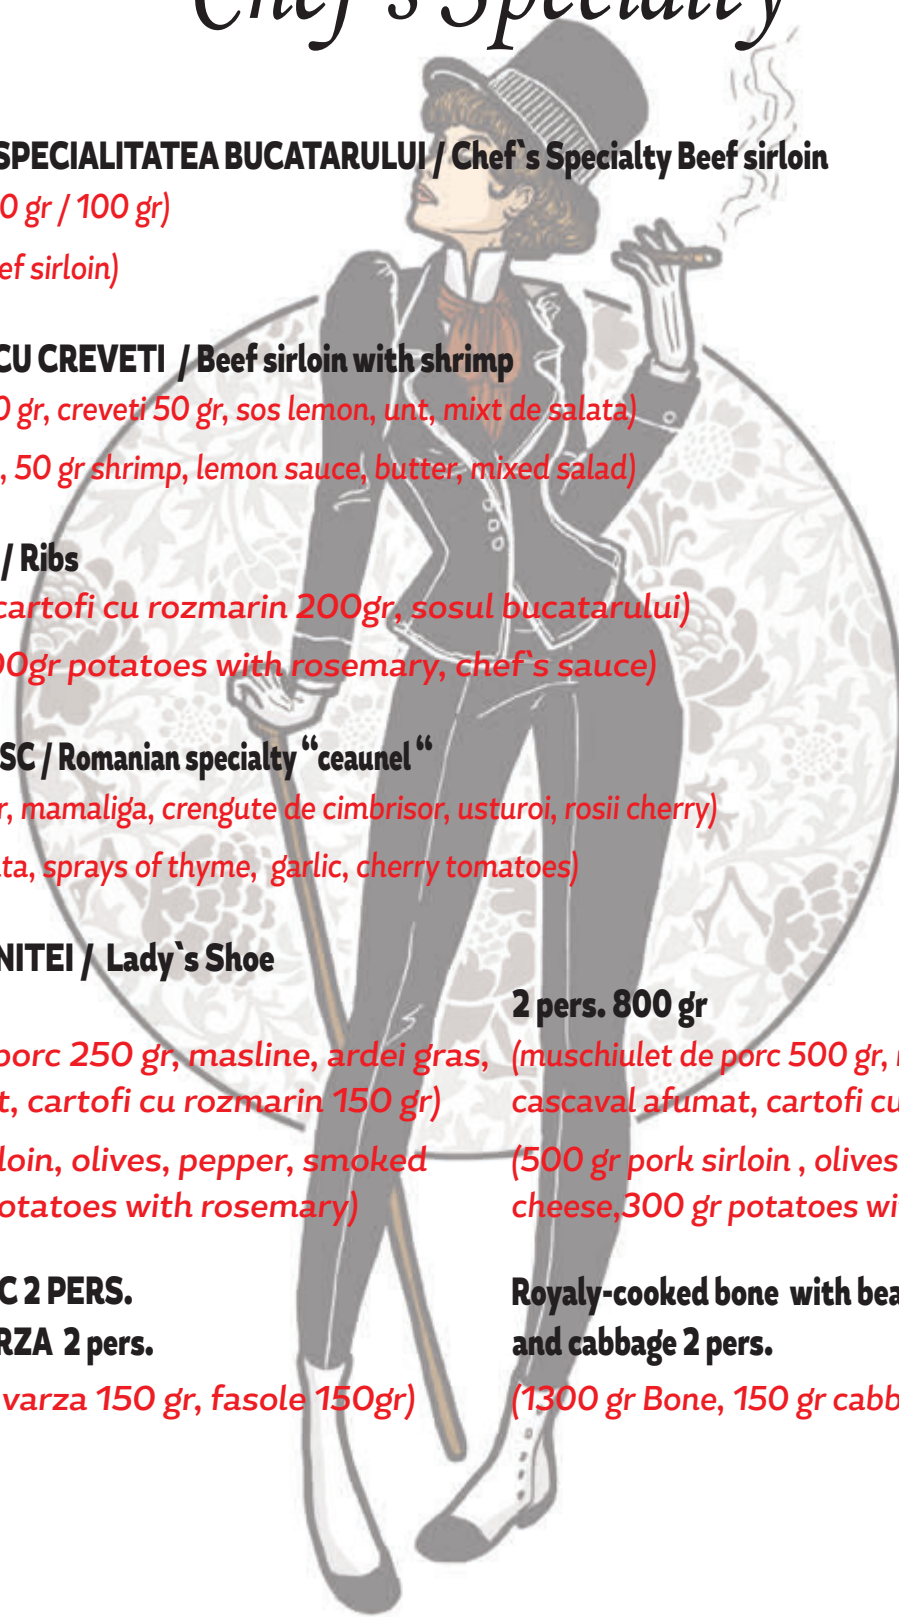 Chef`s Specialty
SPECIALITATEA BUCATARULUI / Chef`s Specialty Beef sirloin
0 gr / 100 gr)
ef sirloin)
CU CREVETI / Beef sirloin with shrimp
0 gr, creveti 50 gr, sos lemon, unt, mixt de salata)
, 50 gr shrimp, lemon sauce, butter, mixed salad)
/ Ribs
cartofi cu rozmarin 200gr, sosul bucatarului)
00gr potatoes with rosemary, chef`s sauce)
SC / Romanian specialty “ceaunel “
r, mamaliga, crengute de cimbrisor, usturoi, rosii cherry)
ta, sprays of thyme, garlic, cherry tomatoes)
NITEI / Lady`s Shoe
2 pers. 800 gr
porc 250 gr, masline, ardei gras,
t, cartofi cu rozmarin 150 gr)
loin, olives, pepper, smoked
otatoes with rosemary)
(muschiulet de porc 500 gr,
cascaval afumat, cartofi cu
(500 gr pork sirloin , olives
cheese,300 gr potatoes wi
C 2 PERS.
RZA 2 pers.
varza 150 gr, fasole 150gr)
Royaly-cooked bone with bea
and cabbage 2 pers.
(1300 gr Bone, 150 gr cabb